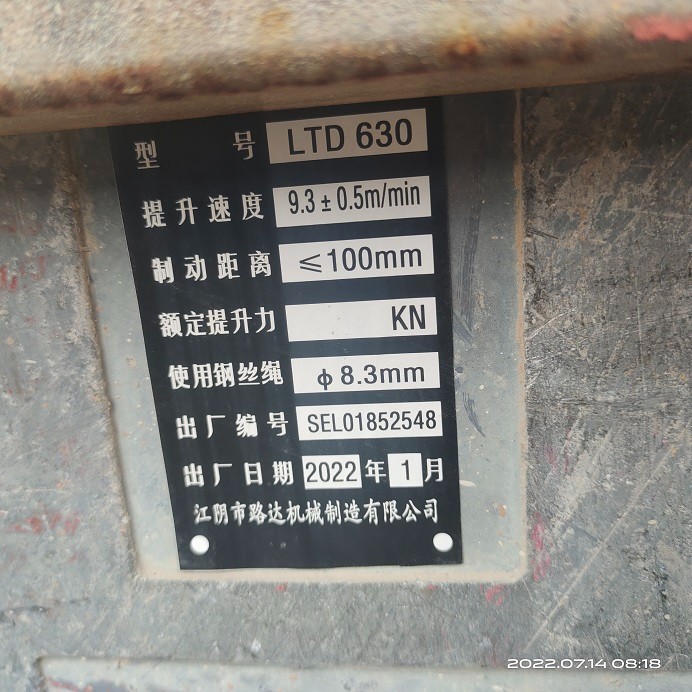 型 号 LTD 630
提升速度 9.3±0.5m/min
制动距离 ≤100mm
额定提升力 KN
使用钢丝绳 ϕ8.3mm
出厂编号 SEL01852548
出厂日期 2022 年 1 月
江阴市路达机械制造有限公司
2022.07.14 08:18